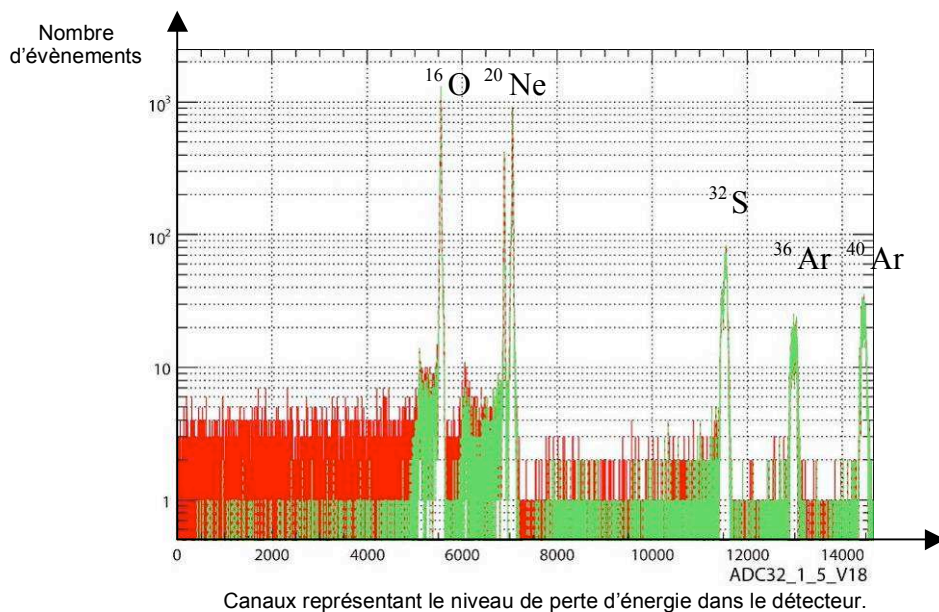 Nombre
d'évènements
16O 20Ne
10³
32S
10²
36Ar 40Ar
10
1
0 2000 4000 6000 8000 10000 12000 14000
ADC32_1_5_V18
Canaux représentant le niveau de perte d'énergie dans le détecteur.